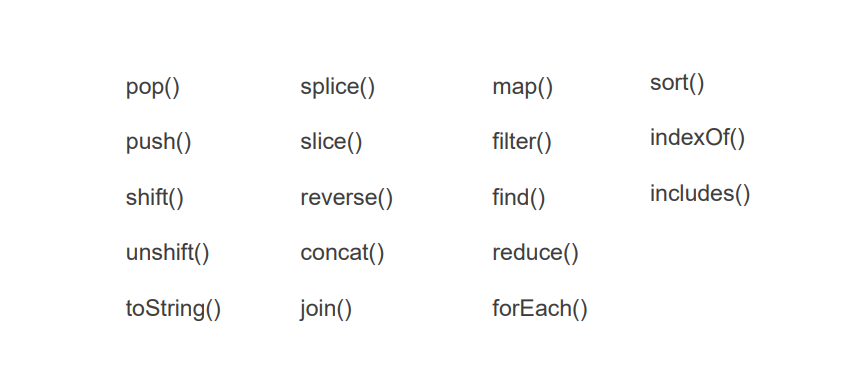 pop()
push()
shift()
unshift()
toString()
splice()
slice()
reverse()
concat()
join()
map()
filter()
find()
reduce()
forEach()
sort()
indexOf()
includes()